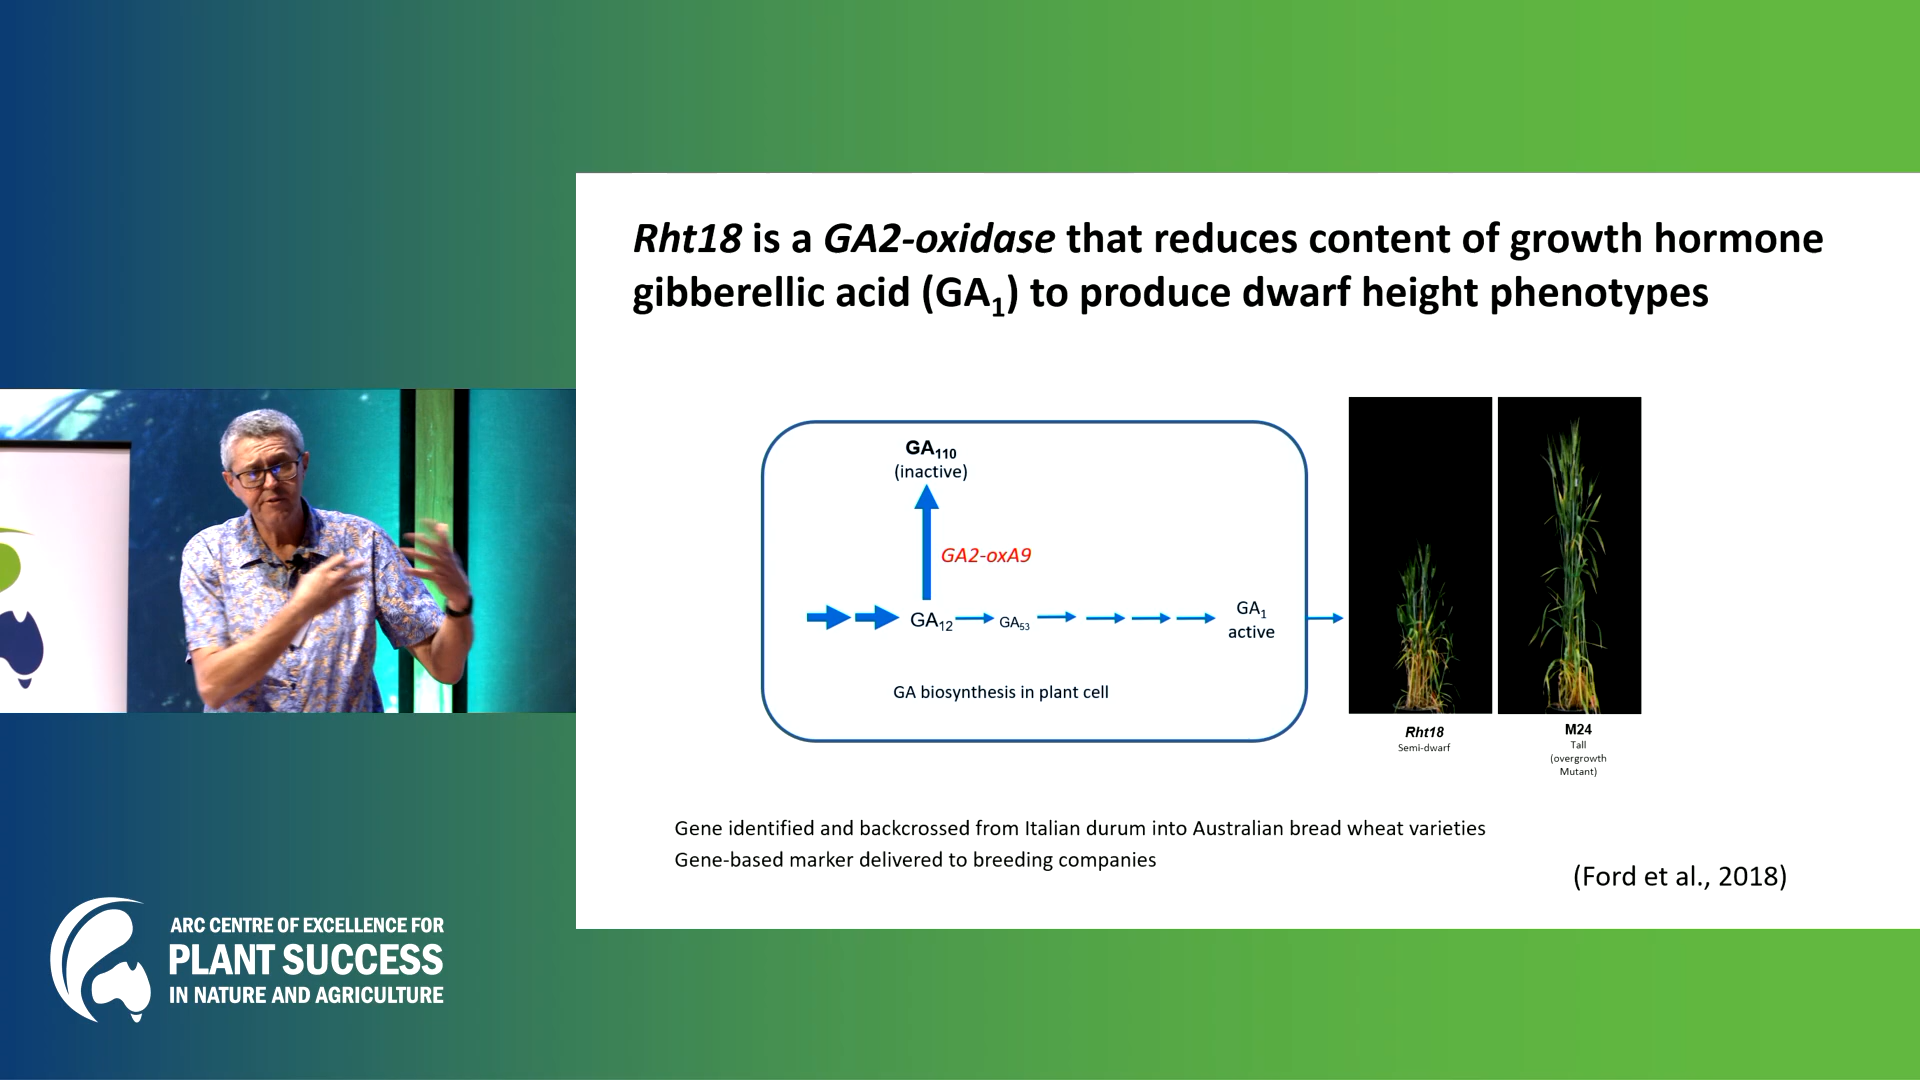 Rht18 is a GA2-oxidase that reduces content of growth hormone
gibberellic acid (GA1) to produce dwarf height phenotypes
GA110
(inactive)
GA2-oxA9
GA12
GA53
GA1
active
GA biosynthesis in plant cell
Rht18
Semi-dwarf
M24
Tall
(overgrowth
Mutant)
Gene identified and backcrossed from Italian durum into Australian bread wheat varieties
Gene-based marker delivered to breeding companies
(Ford et al., 2018)
ARC CENTRE OF EXCELLENCE FOR
PLANT SUCCESS
IN NATURE AND AGRICULTURE